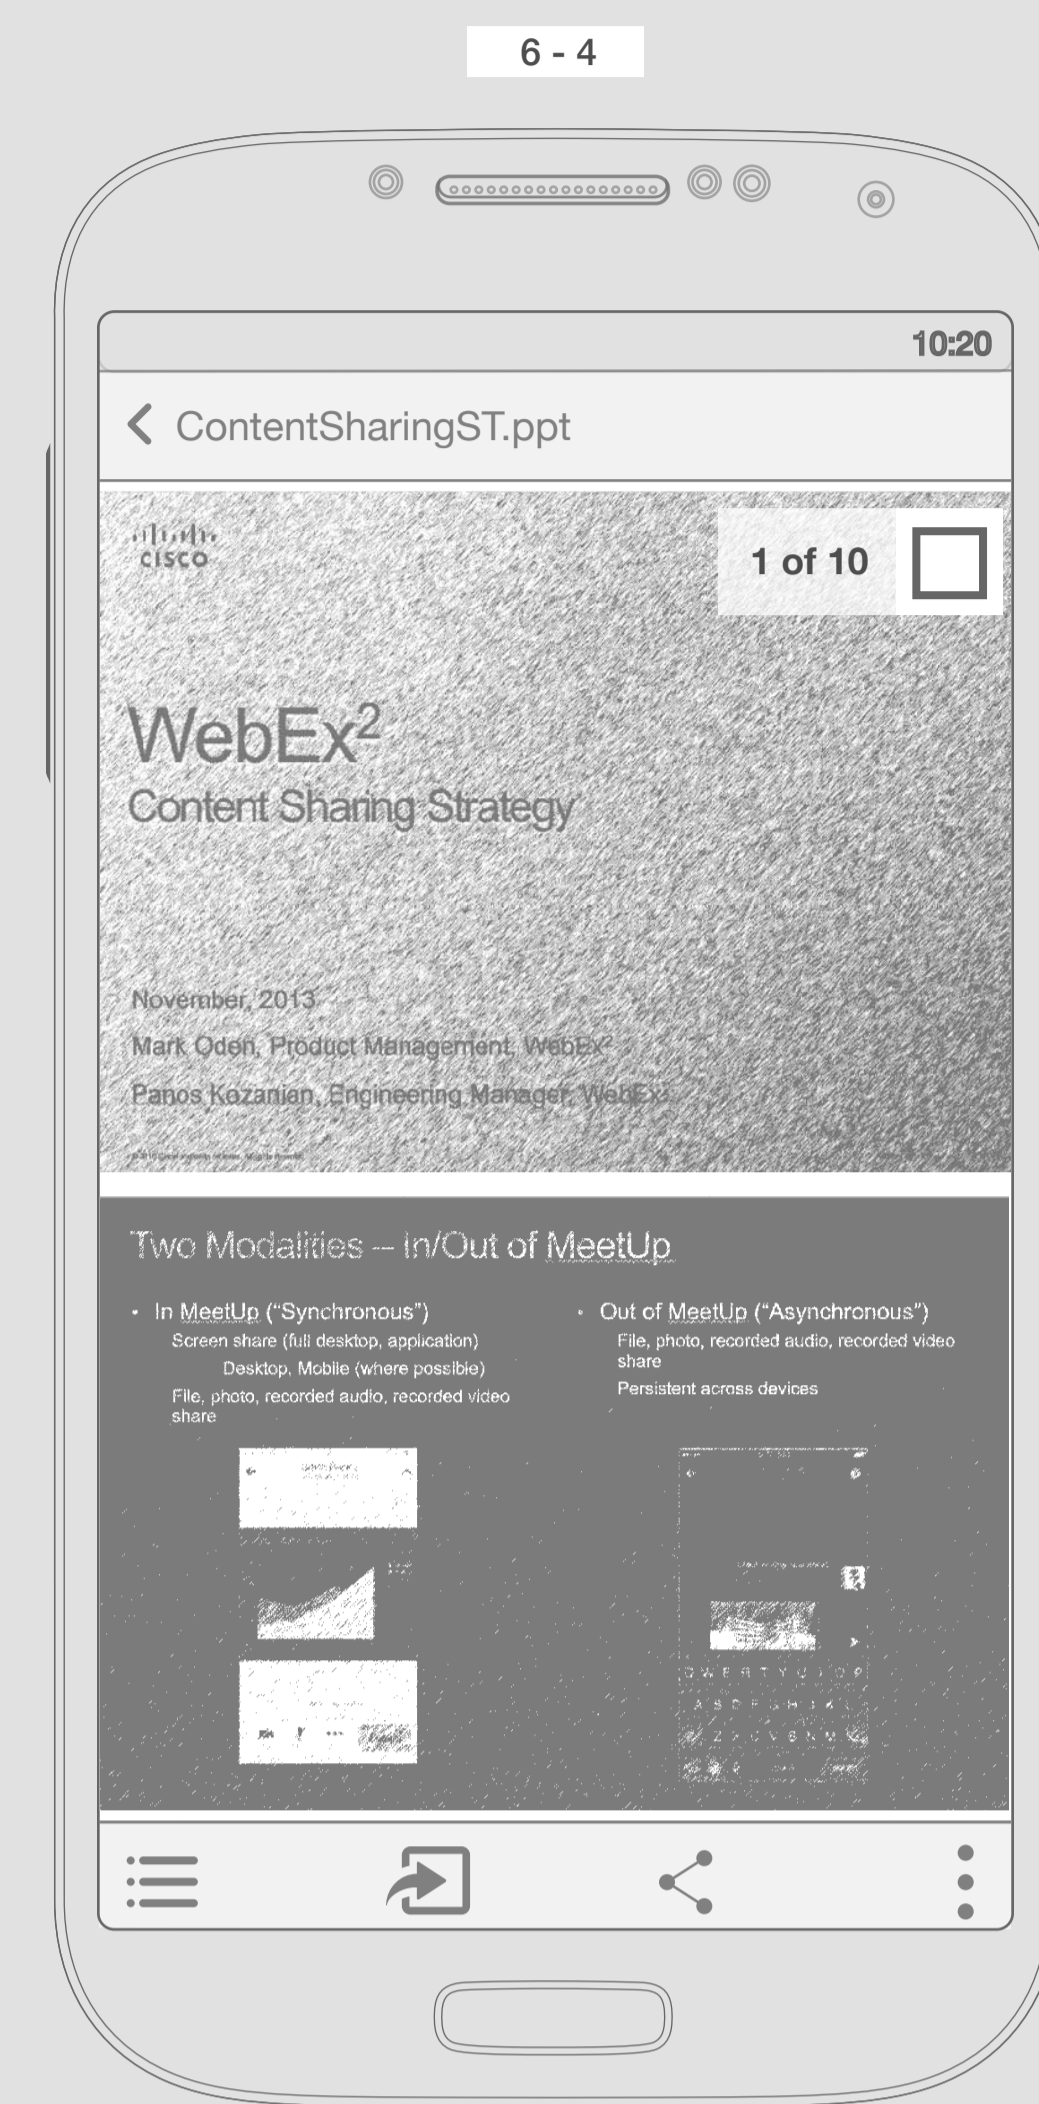 6 - 4
10:20
ContentSharingST.ppt
CISCO
1 of 10
WebEx²
Content Sharing Strategy
November, 2013
Mark Oden, Product Management, WebEx²
Panos Kozanian, Engineering Manager, WebEx²
Two Modalities – In/Out of MeetUp
• In MeetUp (“Synchronous”)
Screen share (full desktop, application)
Desktop, Mobile (where possible)
File, photo, recorded audio, recorded video
share
• Out of MeetUp (“Asynchronous”)
File, photo, recorded audio, recorded video
share
Persistent across devices
Q W E R T Y U I O P
A S D F G H J K L
Z X C V B N M